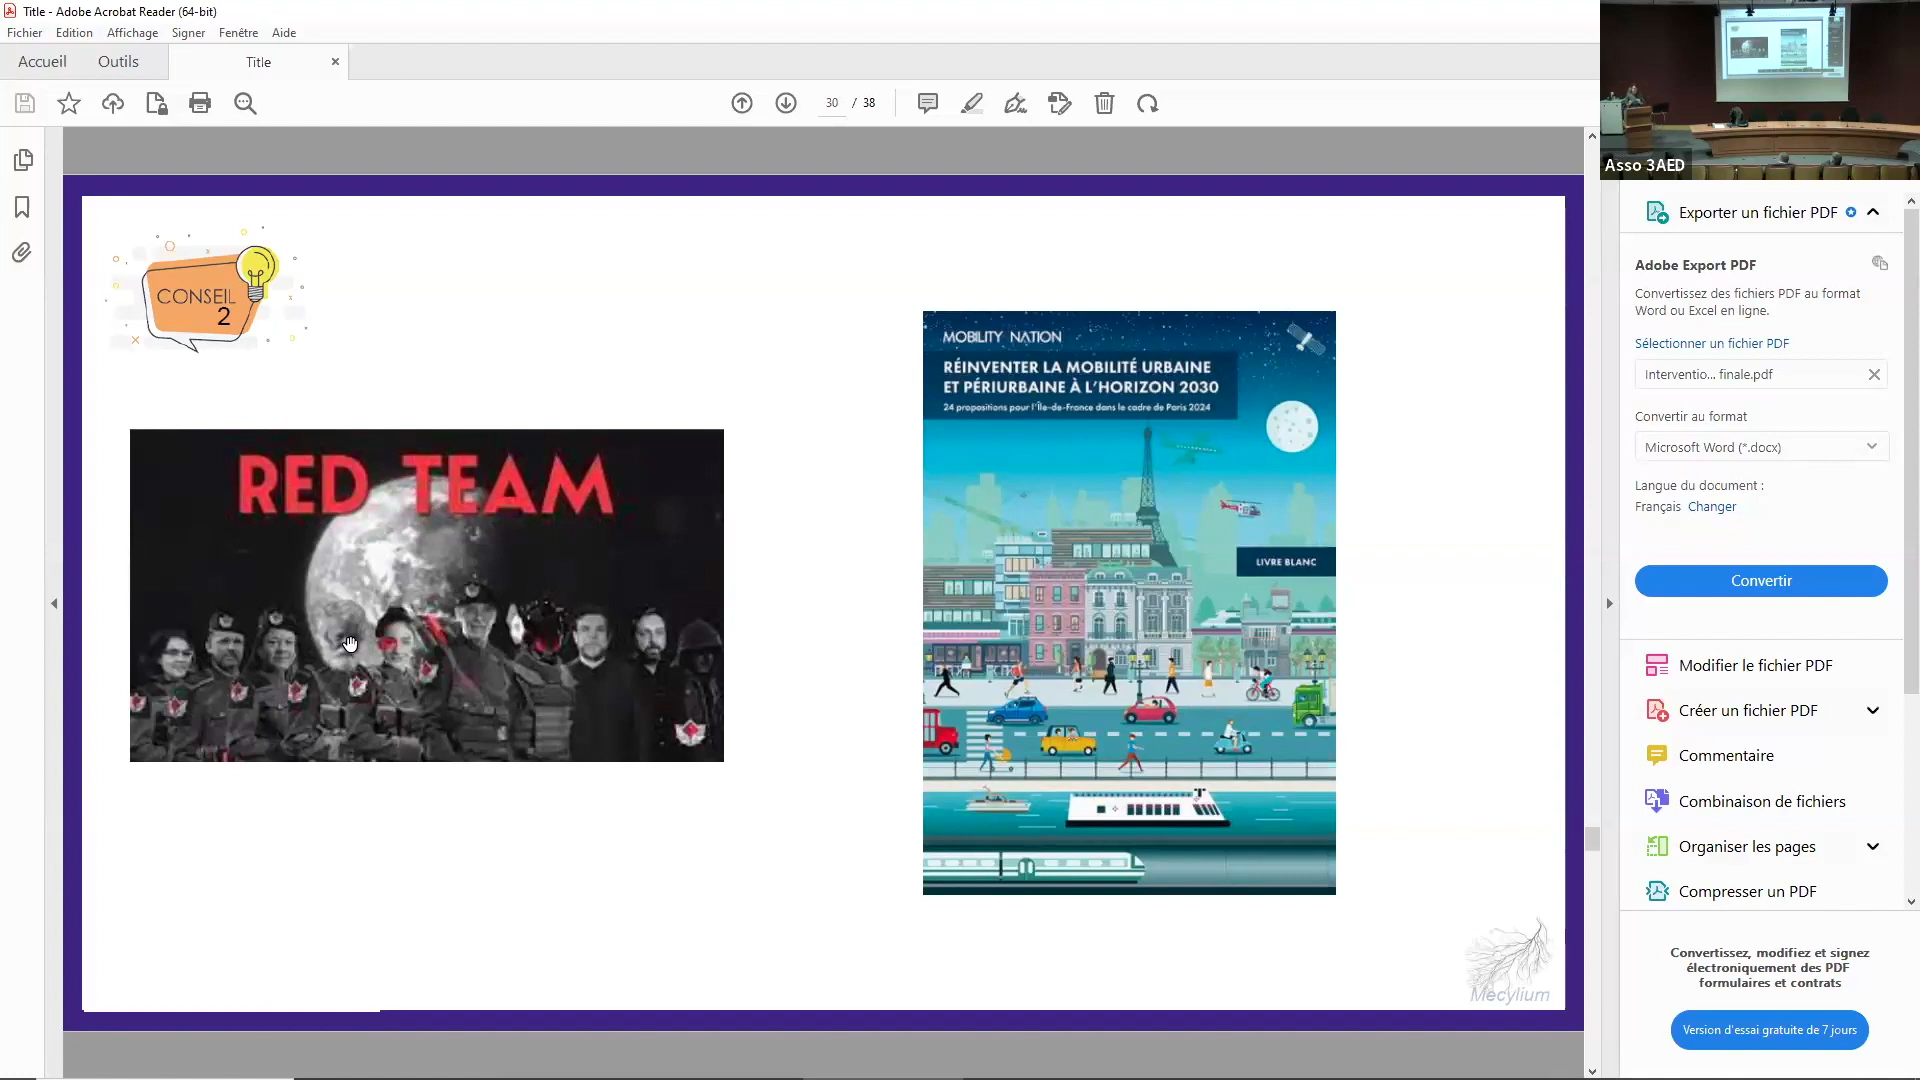 Title - Adobe Acrobat Reader (64-bit)
Fichier Edition Affichage Signer Fenêtre Aide
Accueil Outils Title
30 / 38
Asso 3AED
CONSEIL
2
RED TEAM
MOBILITY NATION
RÉINVENTER LA MOBILITÉ URBAINE
ET PÉRIURBAINE À L'HORIZON 2030
24 propositions pour l'Île-de-France dans le cadre de Paris 2024
LIVRE BLANC
Mecylium
Exporter un fichier PDF
Adobe Export PDF
Convertissez des fichiers PDF au format
Word ou Excel en ligne.
Sélectionner un fichier PDF
Interventio... finale.pdf
Convertir au format
Microsoft Word (*.docx)
Langue du document :
Français Changer
Convertir
Modifier le fichier PDF
Créer un fichier PDF
Commentaire
Combinaison de fichiers
Organiser les pages
Compresser un PDF
Convertissez, modifiez et signez
électroniquement des PDF
formulaires et contrats
Version d'essai gratuite de 7 jours